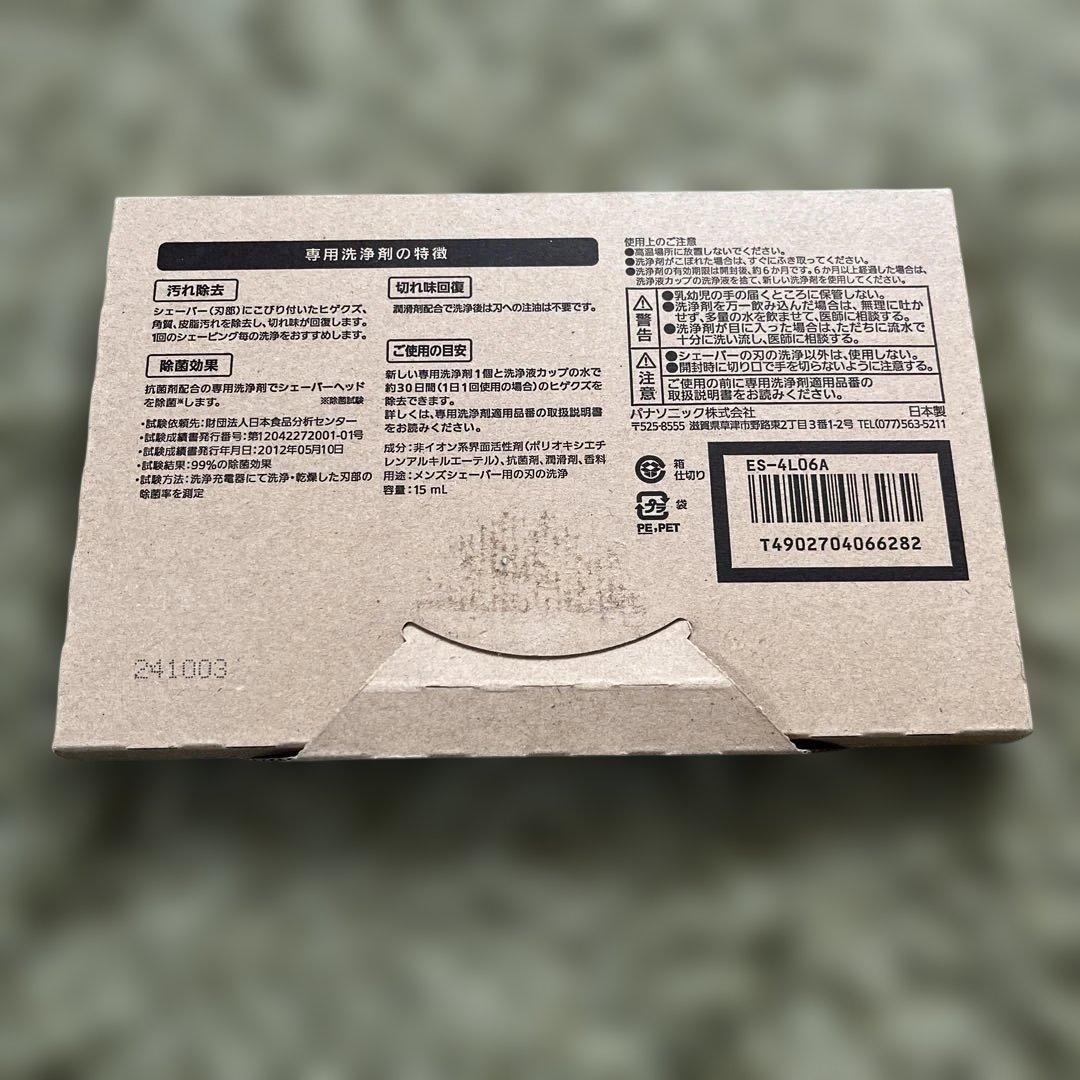 専用洗浄剤の特徴
汚れ除去
シェーバー(刃部)にこびり付いたヒゲクズ、
角質、皮脂汚れを除去し、切れ味が回復します。
1回のシェービング毎の洗浄をおすすめします。
除菌効果
抗菌剤配合の専用洗浄剤でシェーバーヘッド
を除菌※します。
※除菌試験
・試験依頼先:財団法人日本食品分析センター
・試験成績書発行番号:第12042272001-01号
・試験成績書発行年月日:2012年05月10日
・試験結果:99%の除菌効果
・試験方法:洗浄充電器にて洗浄・乾燥した刃部の
除菌率を測定
切れ味回復
潤滑剤配合で洗浄後は刃への注油は不要です。
ご使用の目安
新しい専用洗浄剤1個と洗浄液カップの水で
約30日間(1日1回使用の場合)のヒゲクズを
除去できます。
詳しくは、専用洗浄剤適用品番の取扱説明書
をお読みください。
成分:非イオン系界面活性剤(ポリオキシエチ
レンアルキルエーテル)、抗菌剤、潤滑剤、香料
用途:メンズシェーバー用の刃の洗浄
容量:15 mL
使用上のご注意
●高温場所に放置しないでください。
●洗浄剤がこぼれた場合は、すぐにふき取ってください。
●洗浄剤の有効期限は開封後、約6か月です。6か月以上経過した場合は、
洗浄液カップの洗浄液を捨て、新しい洗浄剤を使用してください。
警告
●乳幼児の手の届くところに保管しない。
●洗浄剤を万一飲み込んだ場合は、無理に吐か
せず、多量の水を飲ませて、医師に相談する。
●洗浄剤が目に入った場合は、ただちに流水で
十分に洗い流し、医師に相談する。
注意
●シェーバーの刃の洗浄以外は、使用しない。
●開封時に切り口で手を切らないように注意する。
ご使用の前に専用洗浄剤適用品番の
取扱説明書をお読みください。
パナソニック株式会社 日本製
〒525-8555 滋賀県草津市野路東2丁目3番1-2号 TEL(077)563-5211
箱
仕切り
プラ
袋
PE,PET
ES-4L06A
T4902704066282
241003